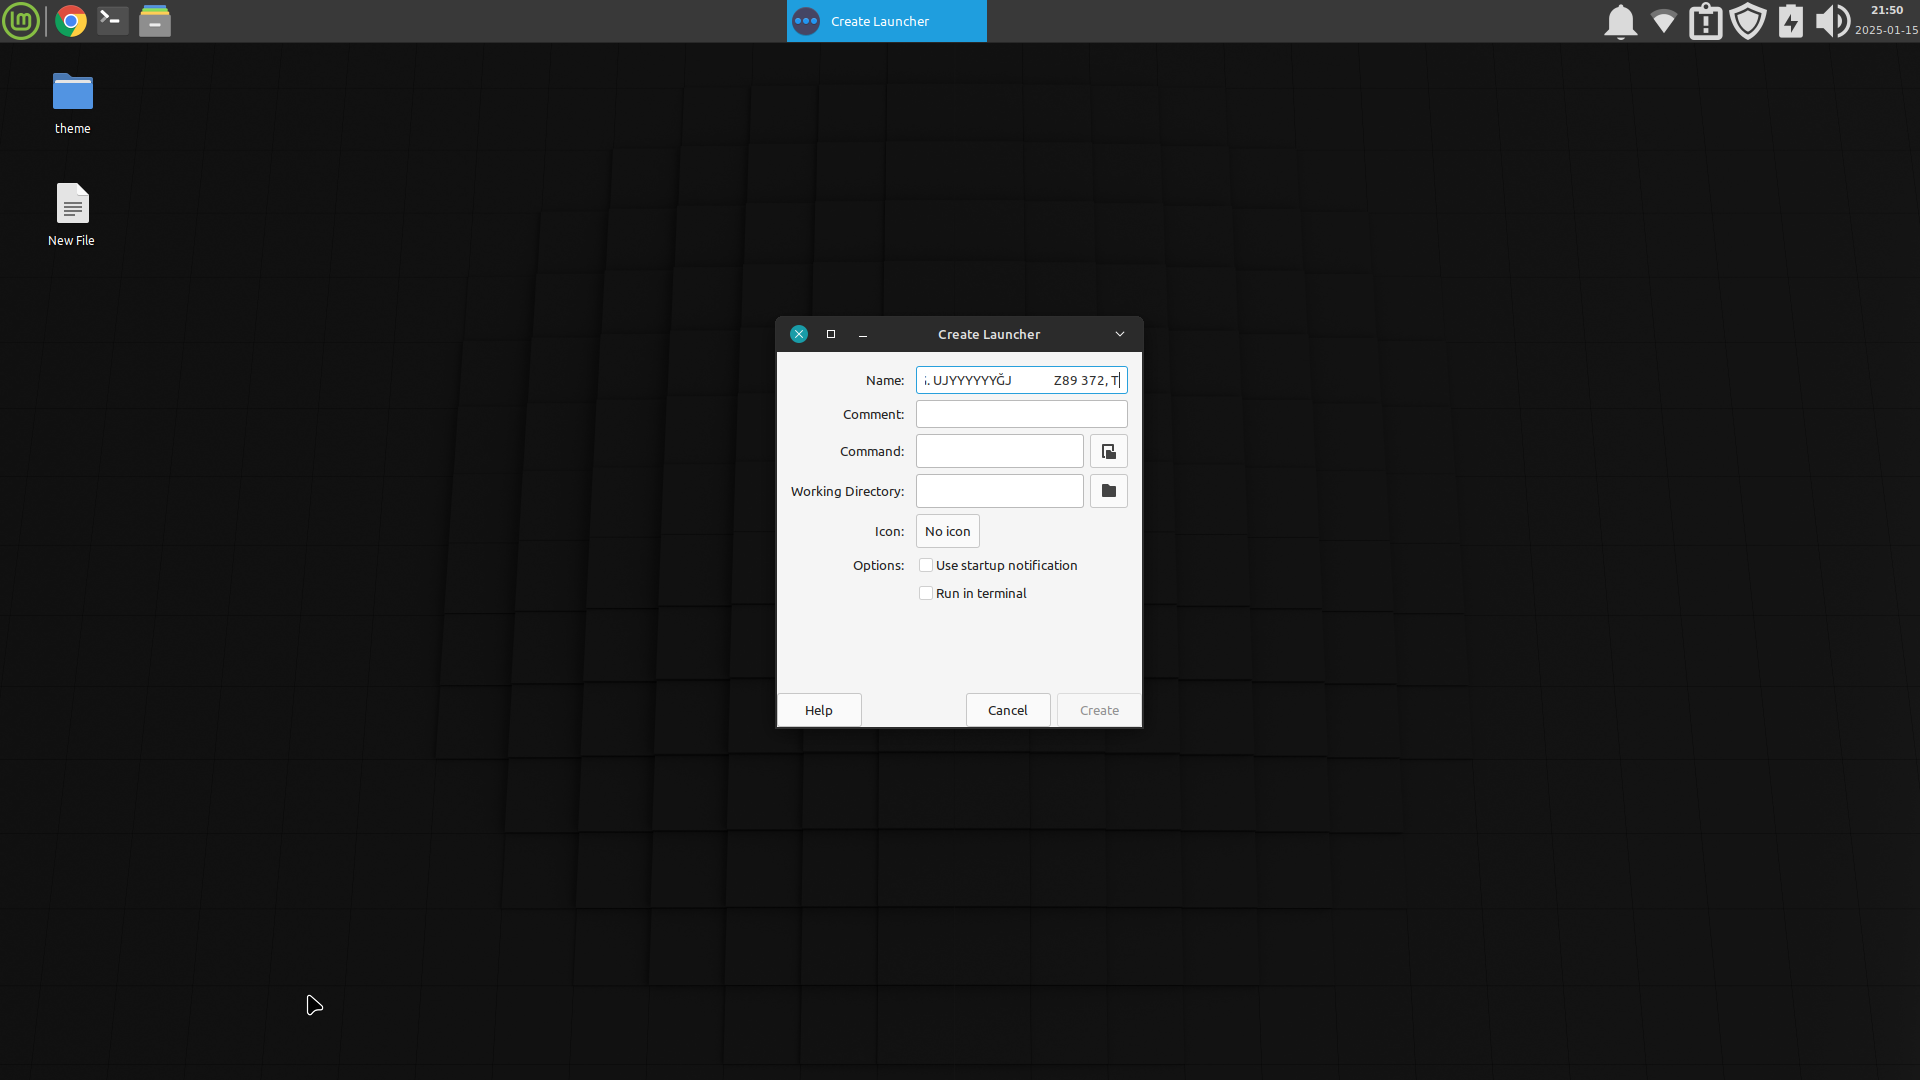 Create Launcher
21:50
2025-01-15
theme
New File
Create Launcher
Name: . UJYYYYYYĞJ Z89 372, T
Comment:
Command:
Working Directory:
Icon: No icon
Options: Use startup notification
Run in terminal
Help Cancel Create